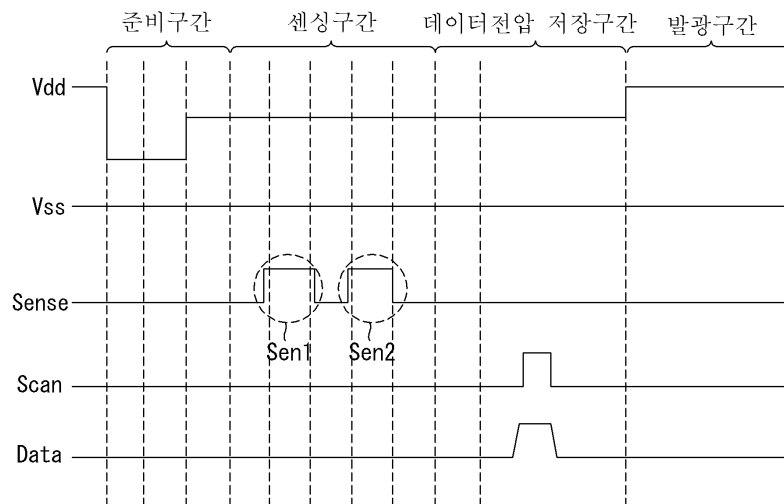 준비구간 센싱구간 데이터전압 저장구간 발광구간
Vdd
Vss
Sense
Sen1 Sen2
Scan
Data